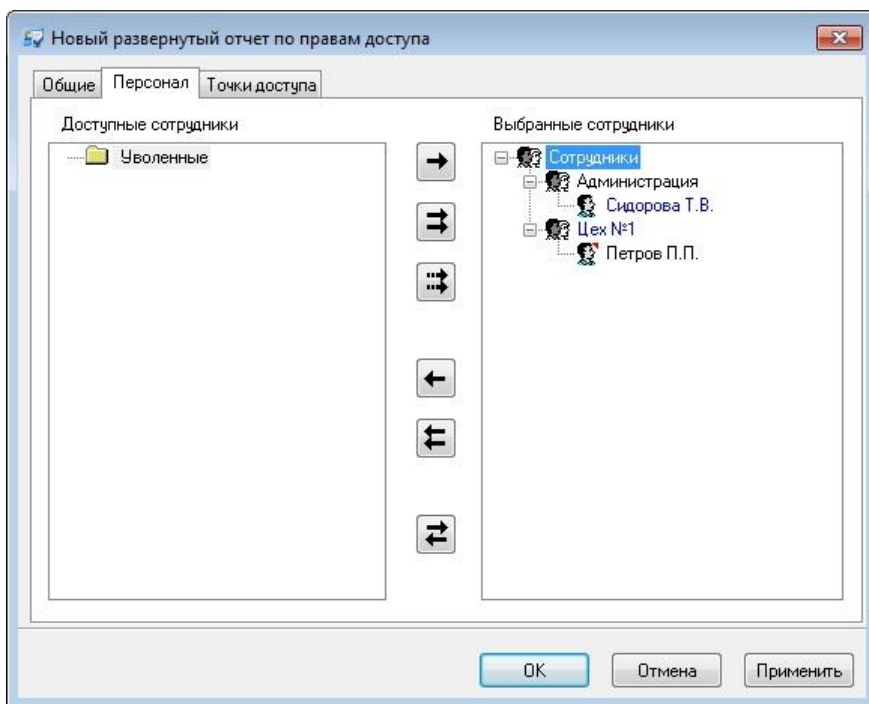 Новый развернутый отчет по правам доступа
Общие Персонал Точки доступа
Доступные сотрудники
Уволенные
Выбранные сотрудники
Сотрудники
Администрация
Сидорова Т.В.
Цех №1
Петров П.П.
OK Отмена Применить